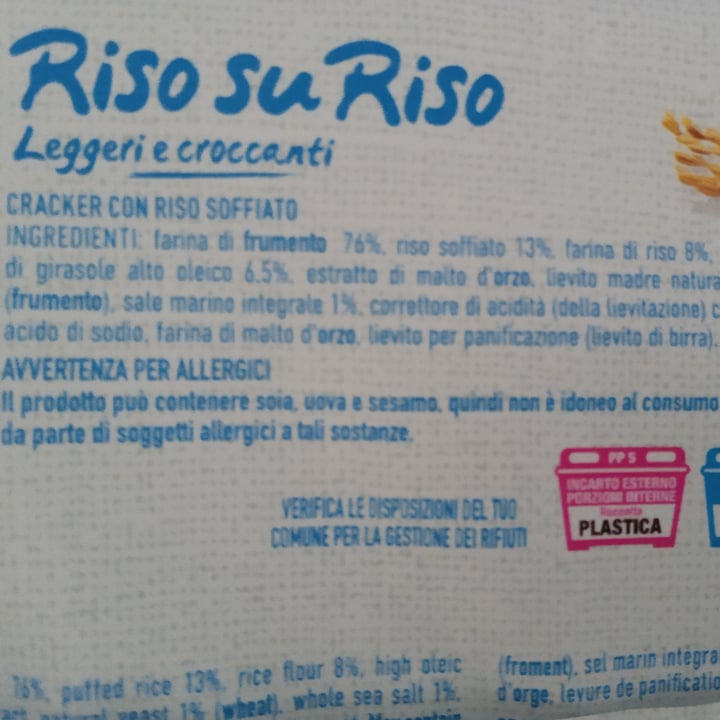 Riso su Riso
Leggeri e croccanti
CRACKER CON RISO SOFFIATO
INGREDIENTI: farina di frumento 76%, riso soffiato 13%, farina di riso 8%,
di girasole alto oleico 6.5%, estratto di malto d'orzo, lievito madre natura
(frumento), sale marino integrale 1%, correttore di acidità (della lievitazione) c
acido di sodio, farina di malto d'orzo, lievito per panificazione (lievito di birra).
AVVERTENZA PER ALLERGICI
Il prodotto può contenere soia, uova e sesamo, quindi non è idoneo al consumo
da parte di soggetti allergici a tali sostanze.
PP 5
INCARTO ESTERNO
PORZIONI INTERNE
Raccolta
PLASTICA
VERIFICA LE DISPOSIZIONI DEL TUO
COMUNE PER LA GESTIONE DEI RIFIUTI
76%, puffed rice 13%, rice flour 8%, high oleic
natural yeast 1% (wheat), whole sea salt 1%,
(froment), sel marin intégra
d'orge, levure de panificatio